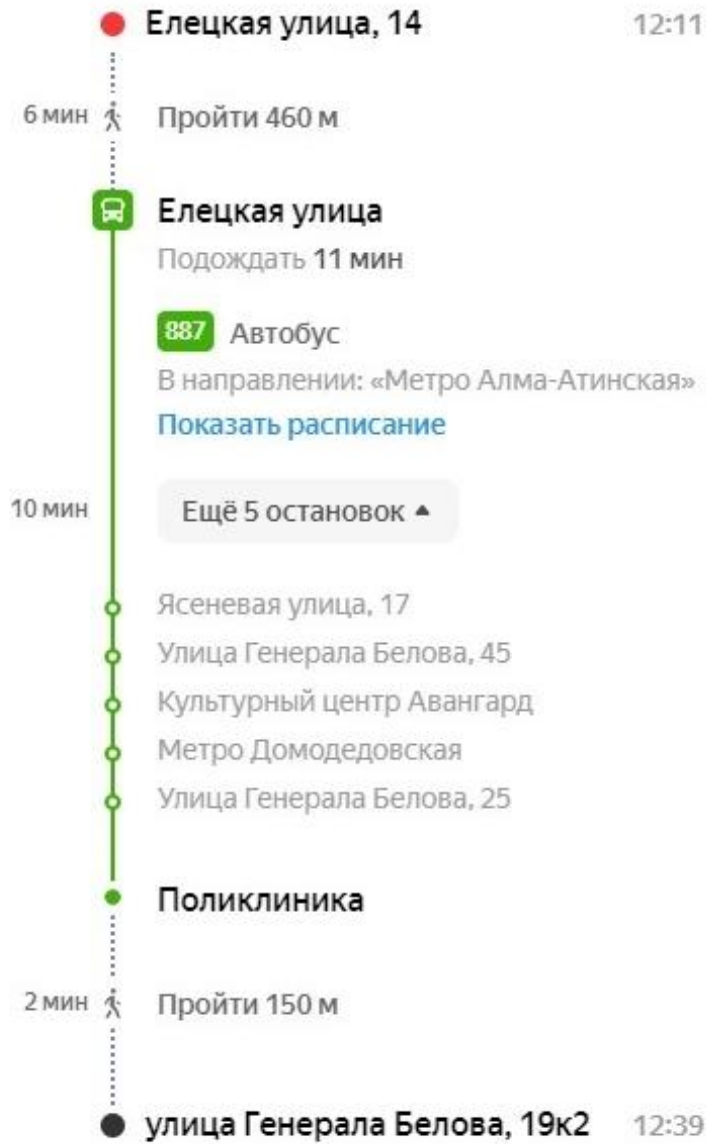 Елецкая улица, 14 12:11
6 мин Пройти 460 м
Елецкая улица
Подождать 11 мин
887 Автобус
В направлении: «Метро Алма-Атинская»
Показать расписание
10 мин Ещё 5 остановок
Ясеневая улица, 17
Улица Генерала Белова, 45
Культурный центр Авангард
Метро Домодедовская
Улица Генерала Белова, 25
Поликлиника
2 мин Пройти 150 м
улица Генерала Белова, 19к2 12:39